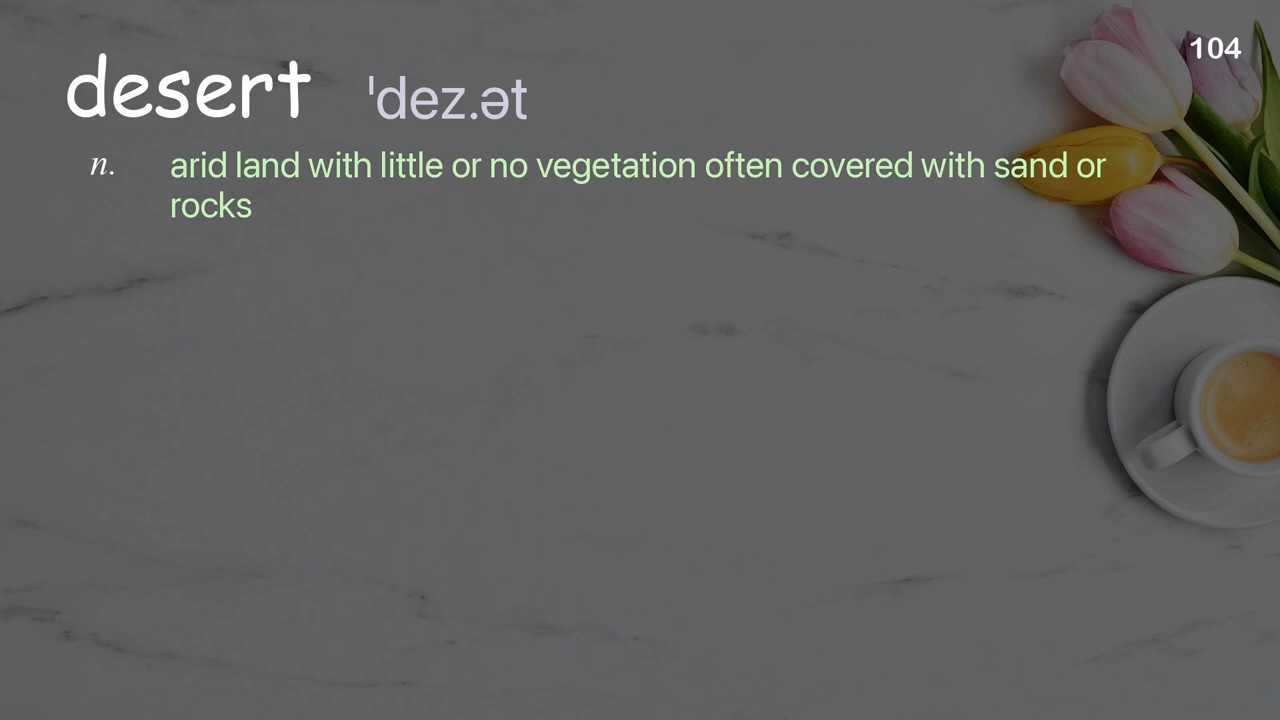 104
desert ˈdez.ət
n. arid land with little or no vegetation often covered with sand or
rocks